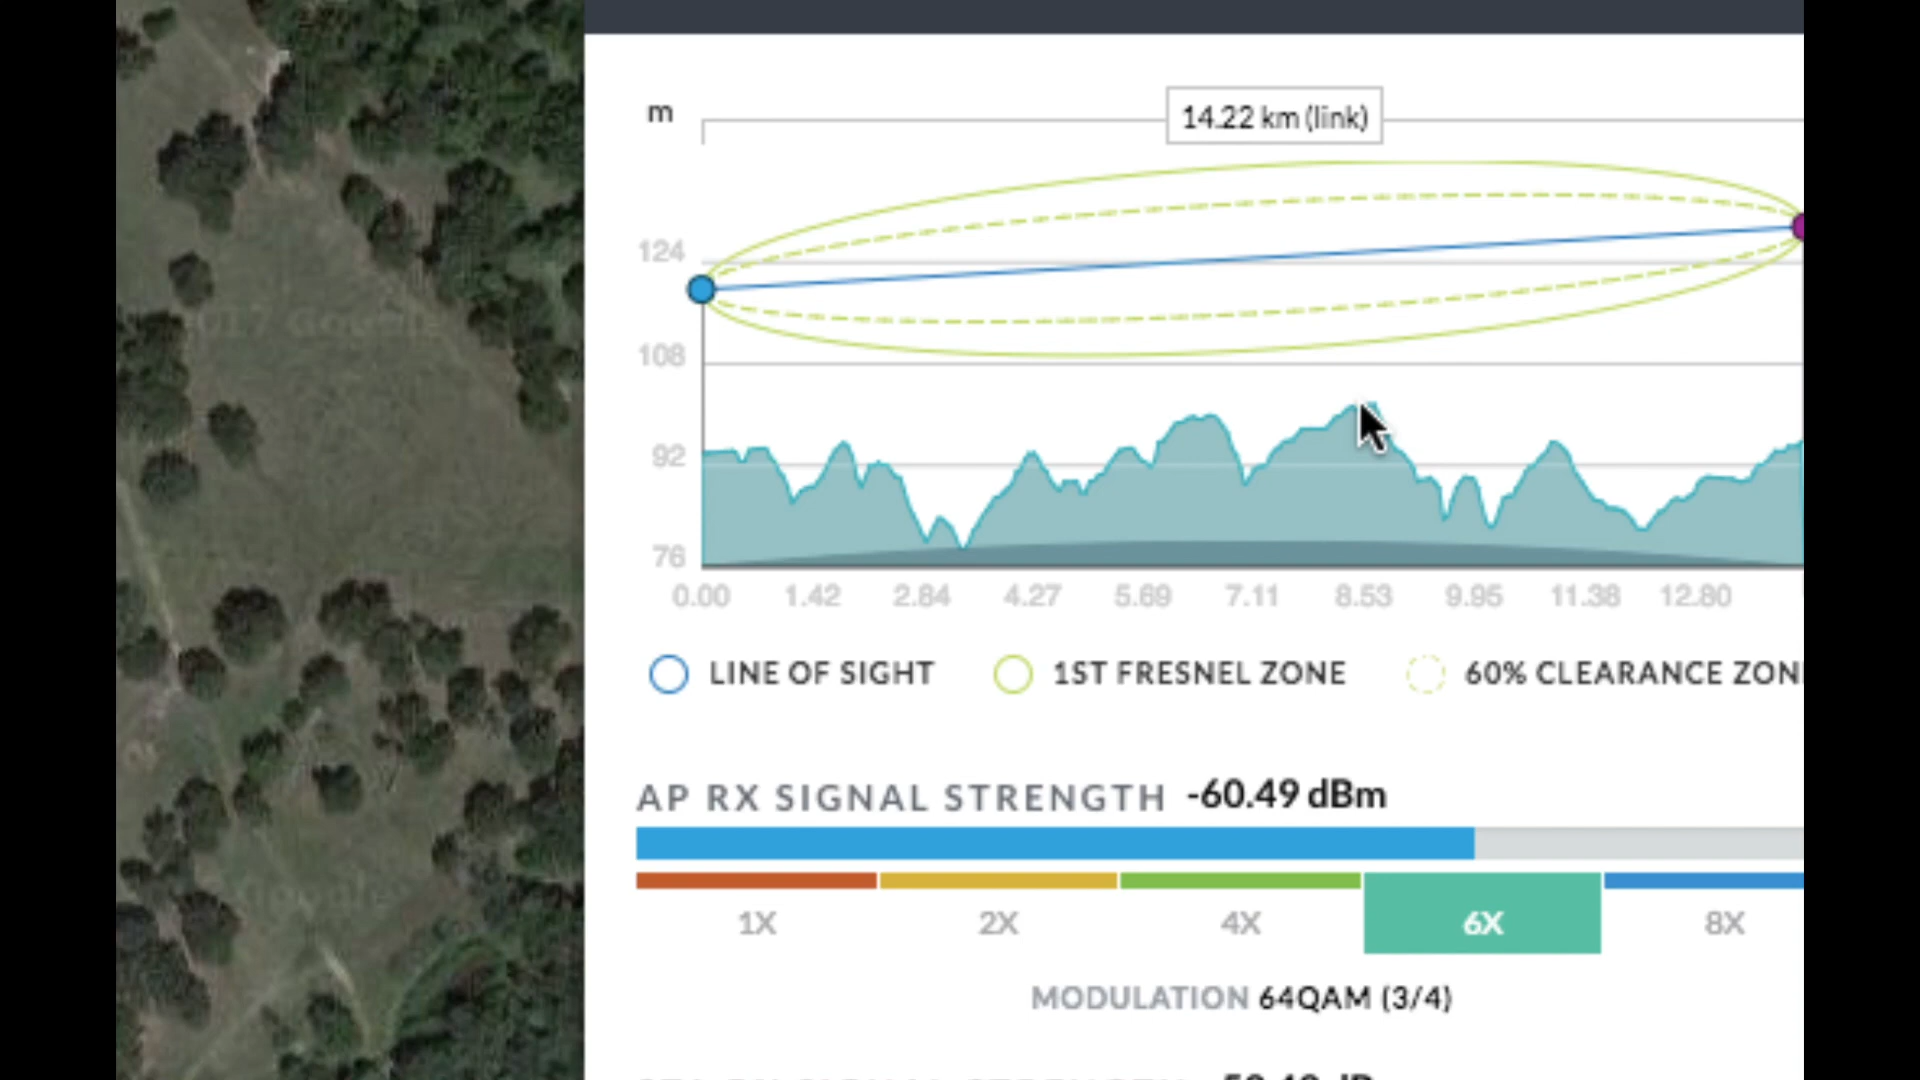 m
14.22 km (link)
124
108
92
76
0.00 1.42 2.84 4.27 5.69 7.11 8.53 9.95 11.38 12.80
LINE OF SIGHT 1ST FRESNEL ZONE 60% CLEARANCE ZON
AP RX SIGNAL STRENGTH -60.49 dBm
1X 2X 4X 6X 8X
MODULATION 64QAM (3/4)